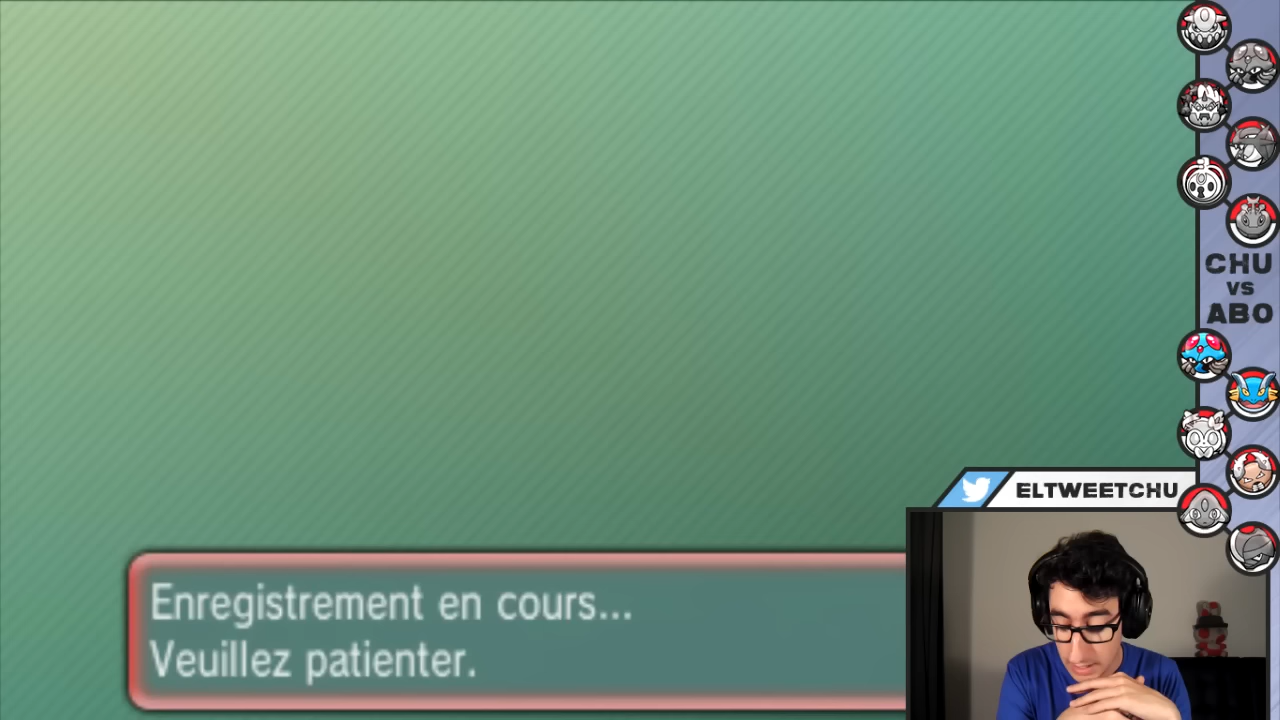 CHU
VS
ABO
ELTWEETCHU
Enregistrement en cours...
Veuillez patienter.